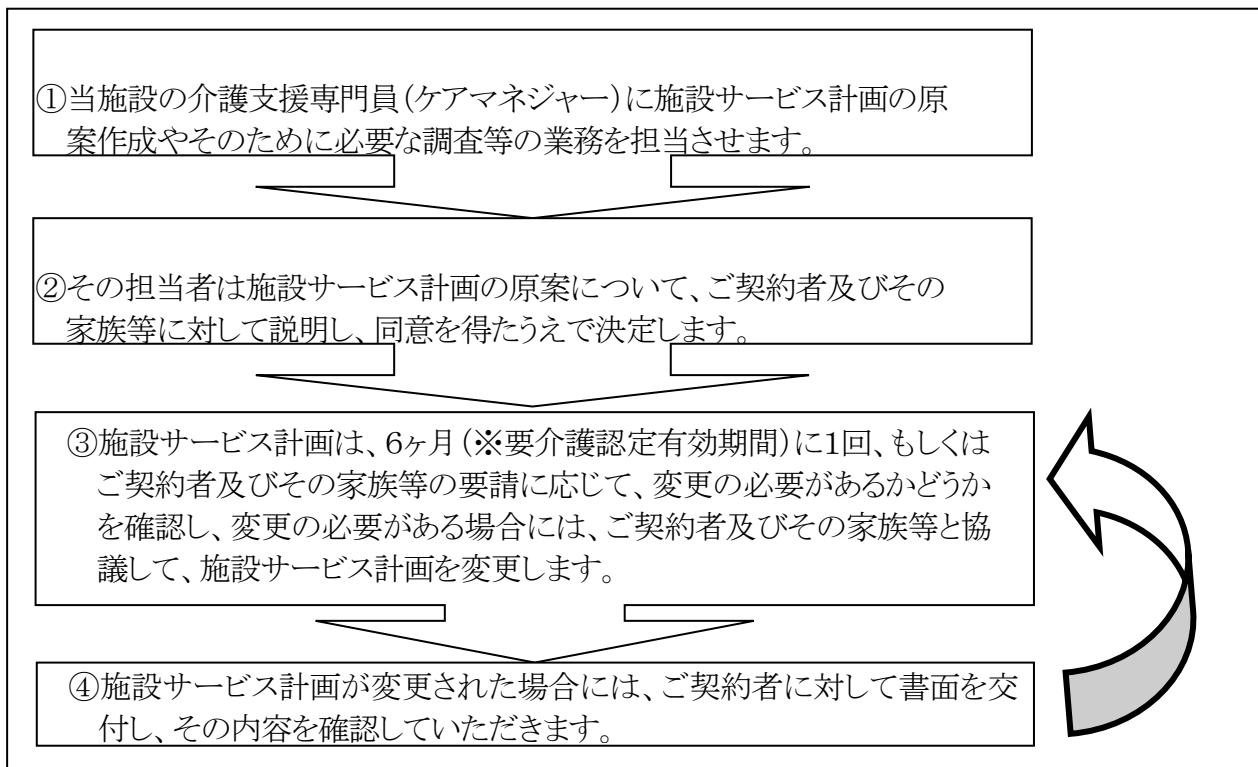 ①当施設の介護支援専門員(ケアマネジャー)に施設サービス計画の原
案作成やそのために必要な調査等の業務を担当させます。
②その担当者は施設サービス計画の原案について、ご契約者及びその
家族等に対して説明し、同意を得たうえで決定します。
③施設サービス計画は、6ヶ月(※要介護認定有効期間)に1回、もしくは
ご契約者及びその家族等の要請に応じて、変更の必要があるかどうか
を確認し、変更の必要がある場合には、ご契約者及びその家族等と協
議して、施設サービス計画を変更します。
④施設サービス計画が変更された場合には、ご契約者に対して書面を交
付し、その内容を確認していただきます。